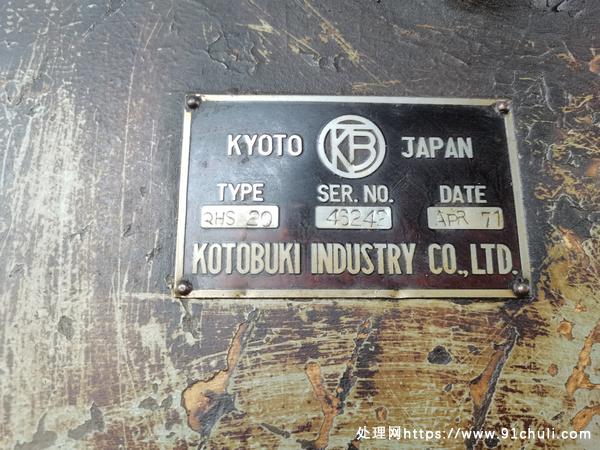 KYOTO KB JAPAN
TYPE SER. NO. DATE
RHS 20 46242 APR 71
KOTOBUKI INDUSTRY CO., LTD.
处理网https://www.91chuli.com/